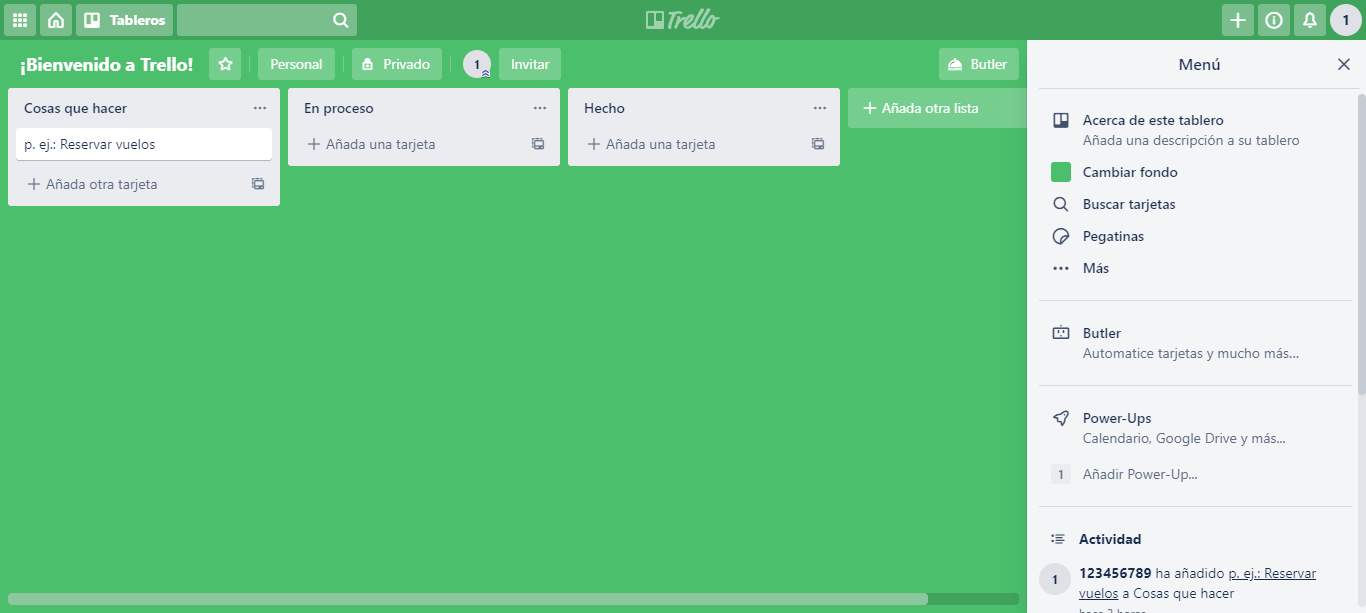 Tableros
Trello
1
¡Bienvenido a Trello!
Personal
Privado
1
Invitar
Butler
Cosas que hacer
p. ej.: Reservar vuelos
Añada otra tarjeta
En proceso
Añada una tarjeta
Hecho
Añada una tarjeta
Añada otra lista
Menú
Acerca de este tablero
Añada una descripción a su tablero
Cambiar fondo
Buscar tarjetas
Pegatinas
Más
Butler
Automatice tarjetas y mucho más...
Power-Ups
Calendario, Google Drive y más...
1 Añadir Power-Up...
Actividad
1
123456789 ha añadido p. ej.: Reservar
vuelos a Cosas que hacer